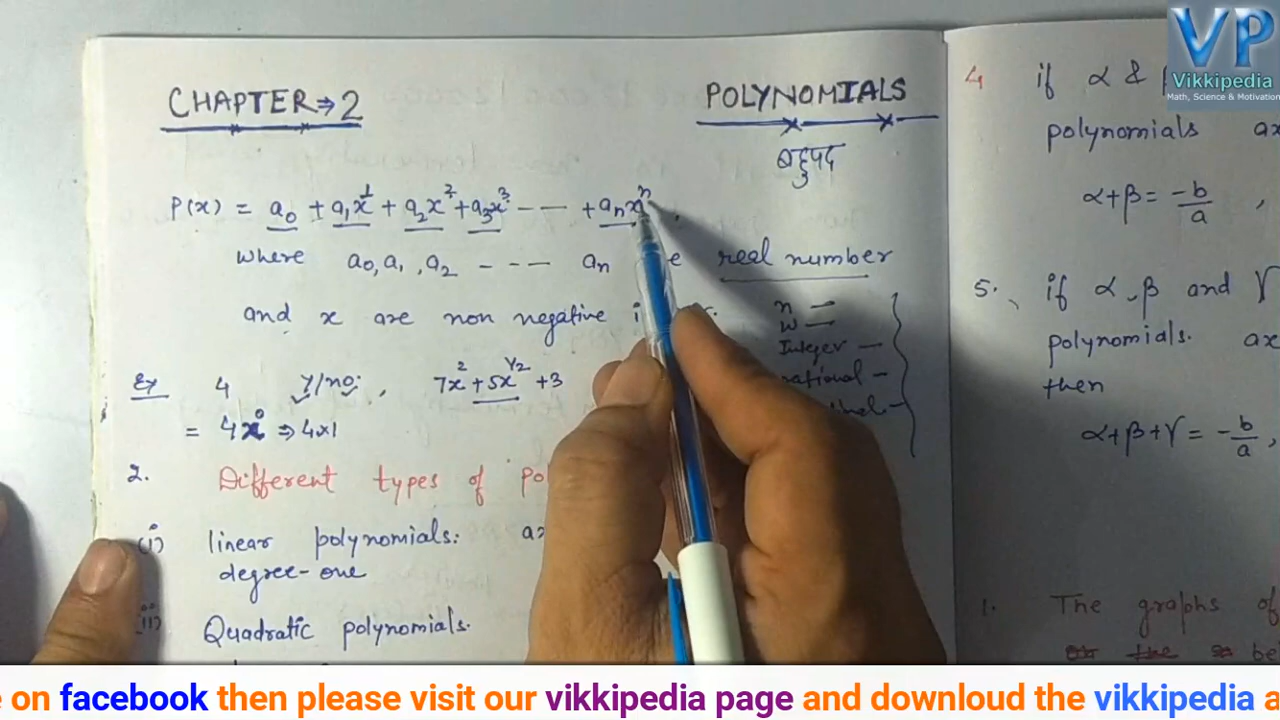 CHAPTER → 2
POLYNOMIALS
बहुपद
P(x) = a₀ + a₁x¹ + a₂x² + a₃x³ - - - + aₙxⁿ
where a₀, a₁, a₂ - - - aₙ real number
and x are non negative
n —
w —
Integer —
rational -
Ex 4 y/no, 7x² + 5x^1/2 + 3
= 4x⁰ ⇒ 4x1
2. Different types of
(i) linear polynomials:
degree-one
(ii) Quadratic polynomials.
4 if α &
polynomials
α+β = -b/a ,
5. if α, β and γ
polynomials.
then
α+β+γ = -b/a ,
1. The graphs of
VP
Vikkipedia
Math, Science & Motivation
on facebook then please visit our vikkipedia page and downloud the vikkipedia